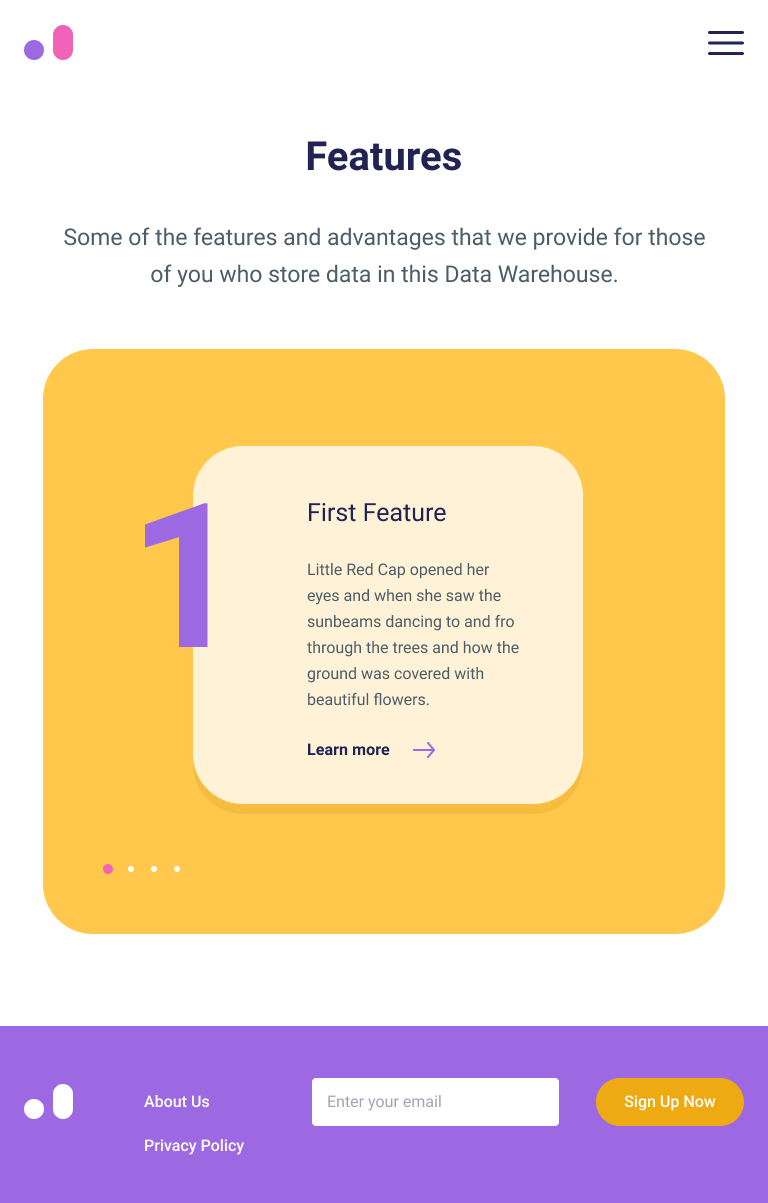 Features
Some of the features and advantages that we provide for those
of you who store data in this Data Warehouse.
1
First Feature
Little Red Cap opened her
eyes and when she saw the
sunbeams dancing to and fro
through the trees and how the
ground was covered with
beautiful flowers.
Learn more
About Us
Privacy Policy
Enter your email
Sign Up Now